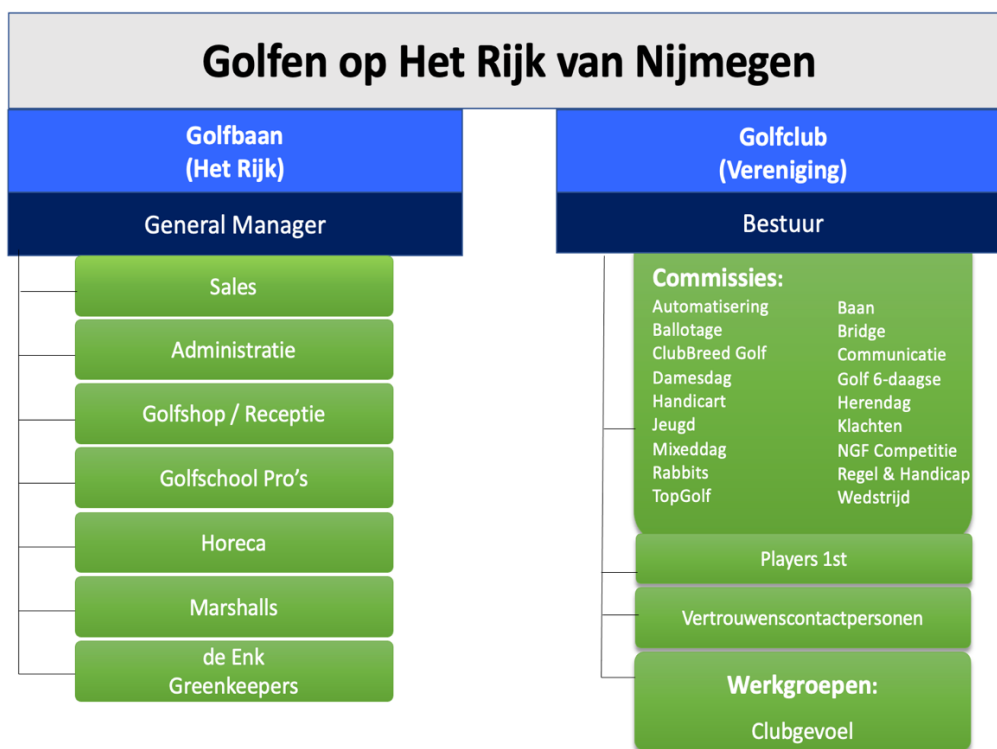 Golfen op Het Rijk van Nijmegen
Golfbaan
(Het Rijk)
General Manager
Sales
Administratie
Golfshop / Receptie
Golfschool Pro's
Horeca
Marshalls
de Enk
Greenkeepers
Golfclub
(Vereniging)
Bestuur
Commissies:
Automatisering
Ballotage
ClubBreed Golf
Damesdag
Handicart
Jeugd
Mixeddag
Rabbits
TopGolf
Baan
Bridge
Communicatie
Golf 6-daagse
Herendag
Klachten
NGF Competitie
Regel & Handicap
Wedstrijd
Players 1st
Vertrouwenscontactpersonen
Werkgroepen:
Clubgevoel